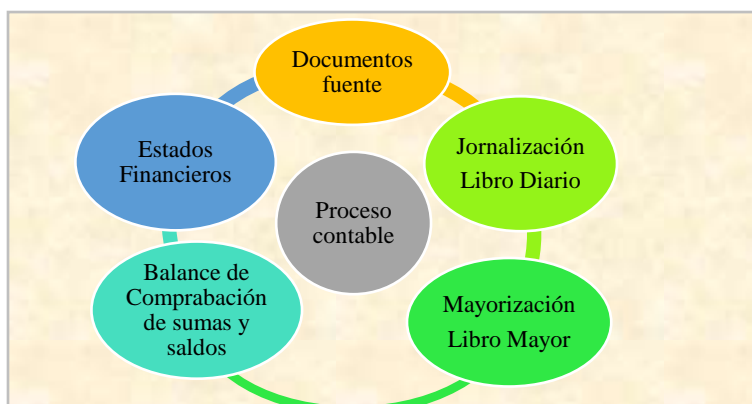 Documentos
fuente
Jornalización
Libro Diario
Mayorización
Libro Mayor
Balance de
Comprabación
de sumas y
saldos
Estados
Financieros
Proceso
contable